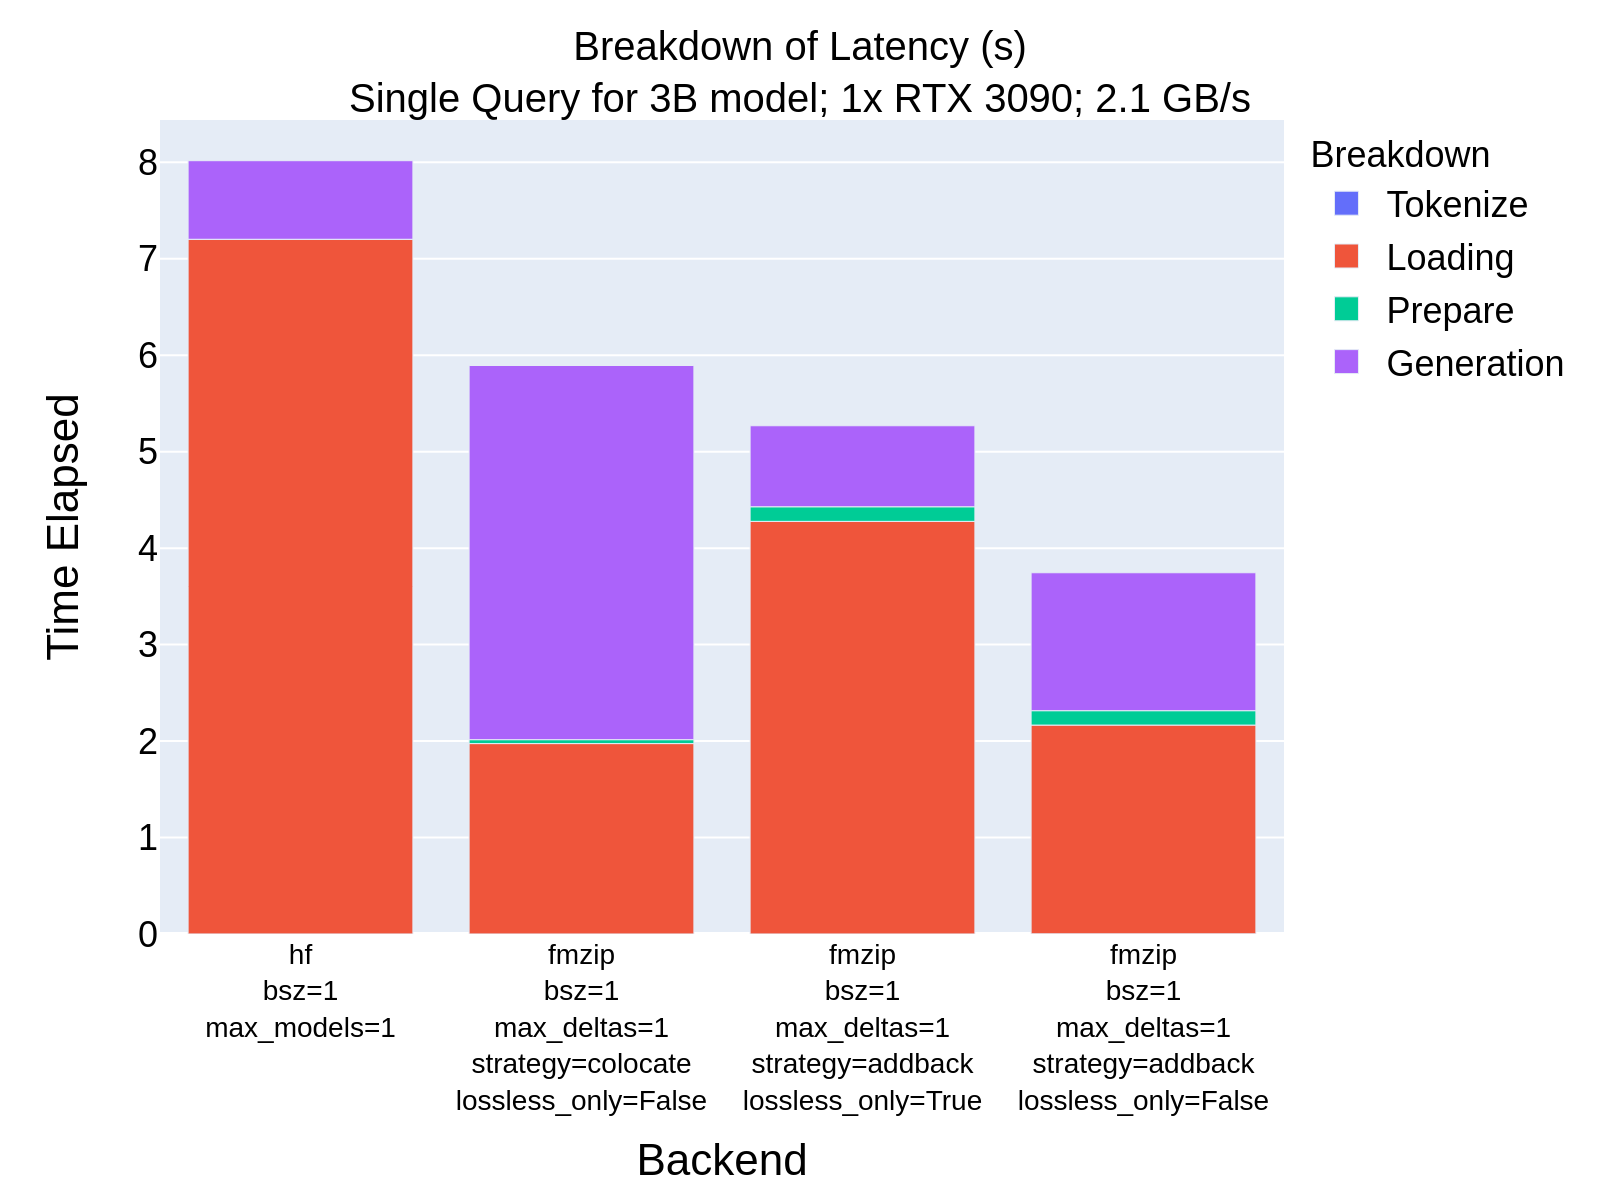 Breakdown of Latency (s)
Single Query for 3B model; 1x RTX 3090; 2.1 GB/s
Breakdown
Tokenize
Loading
Prepare
Generation
Time Elapsed
8
7
6
5
4
3
2
1
0
hf
bsz=1
max_models=1
fmzip
bsz=1
max_deltas=1
strategy=colocate
lossless_only=False
fmzip
bsz=1
max_deltas=1
strategy=addback
lossless_only=True
fmzip
bsz=1
max_deltas=1
strategy=addback
lossless_only=False
Backend